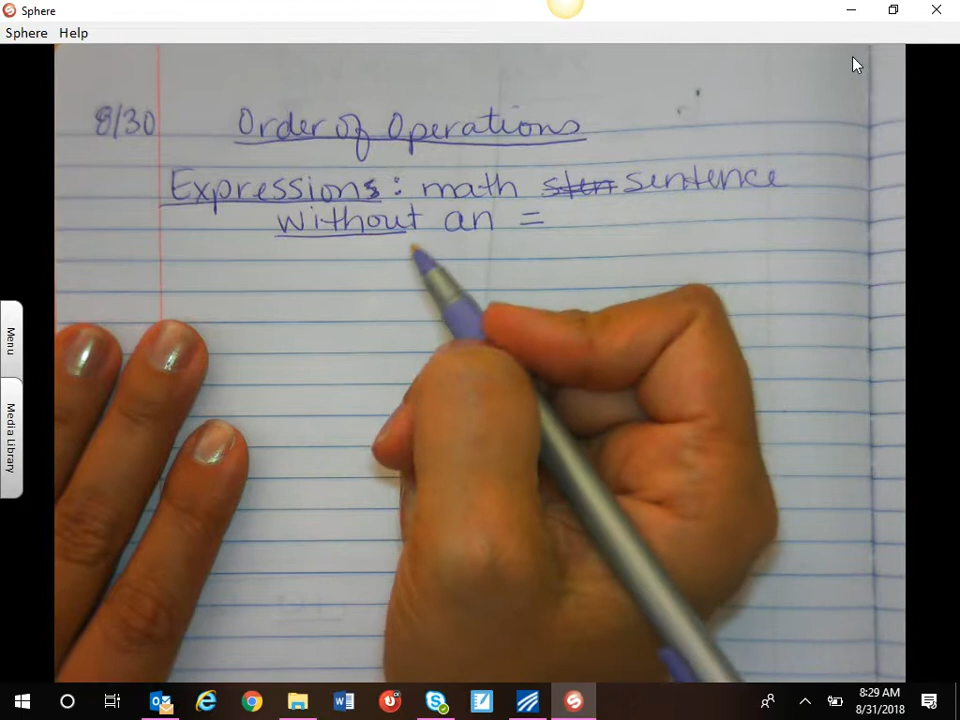 Sphere
Sphere Help
8/30 Order of Operations
Expressions: math sten sentence
without an =
Menu
Media Library
8:29 AM
8/31/2018